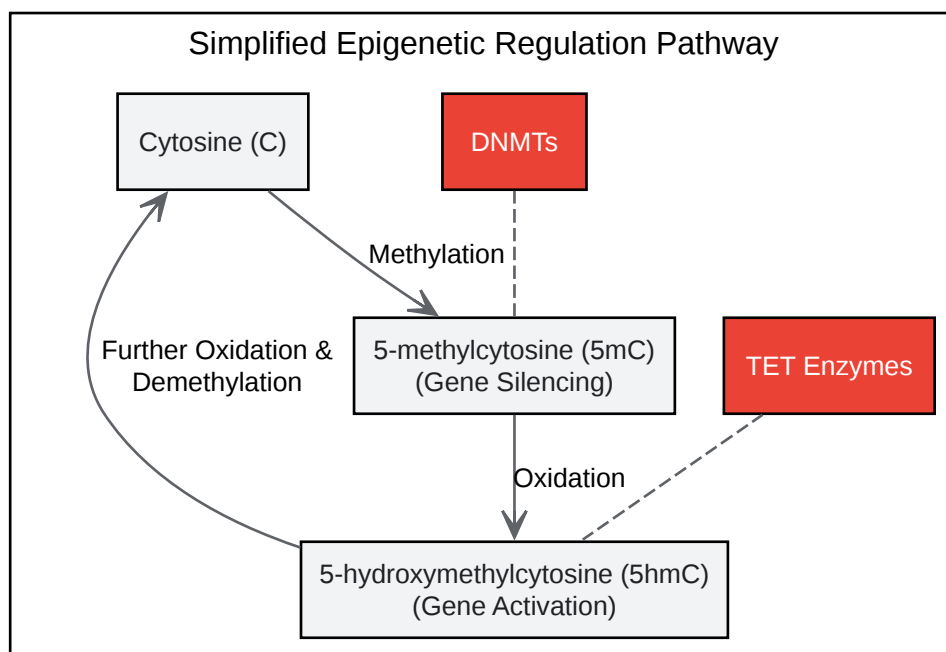 Simplified Epigenetic Regulation Pathway
Cytosine (C)
DNMTs
Methylation
Further Oxidation &
Demethylation
5-methylcytosine (5mC)
(Gene Silencing)
TET Enzymes
Oxidation
5-hydroxymethylcytosine (5hmC)
(Gene Activation)